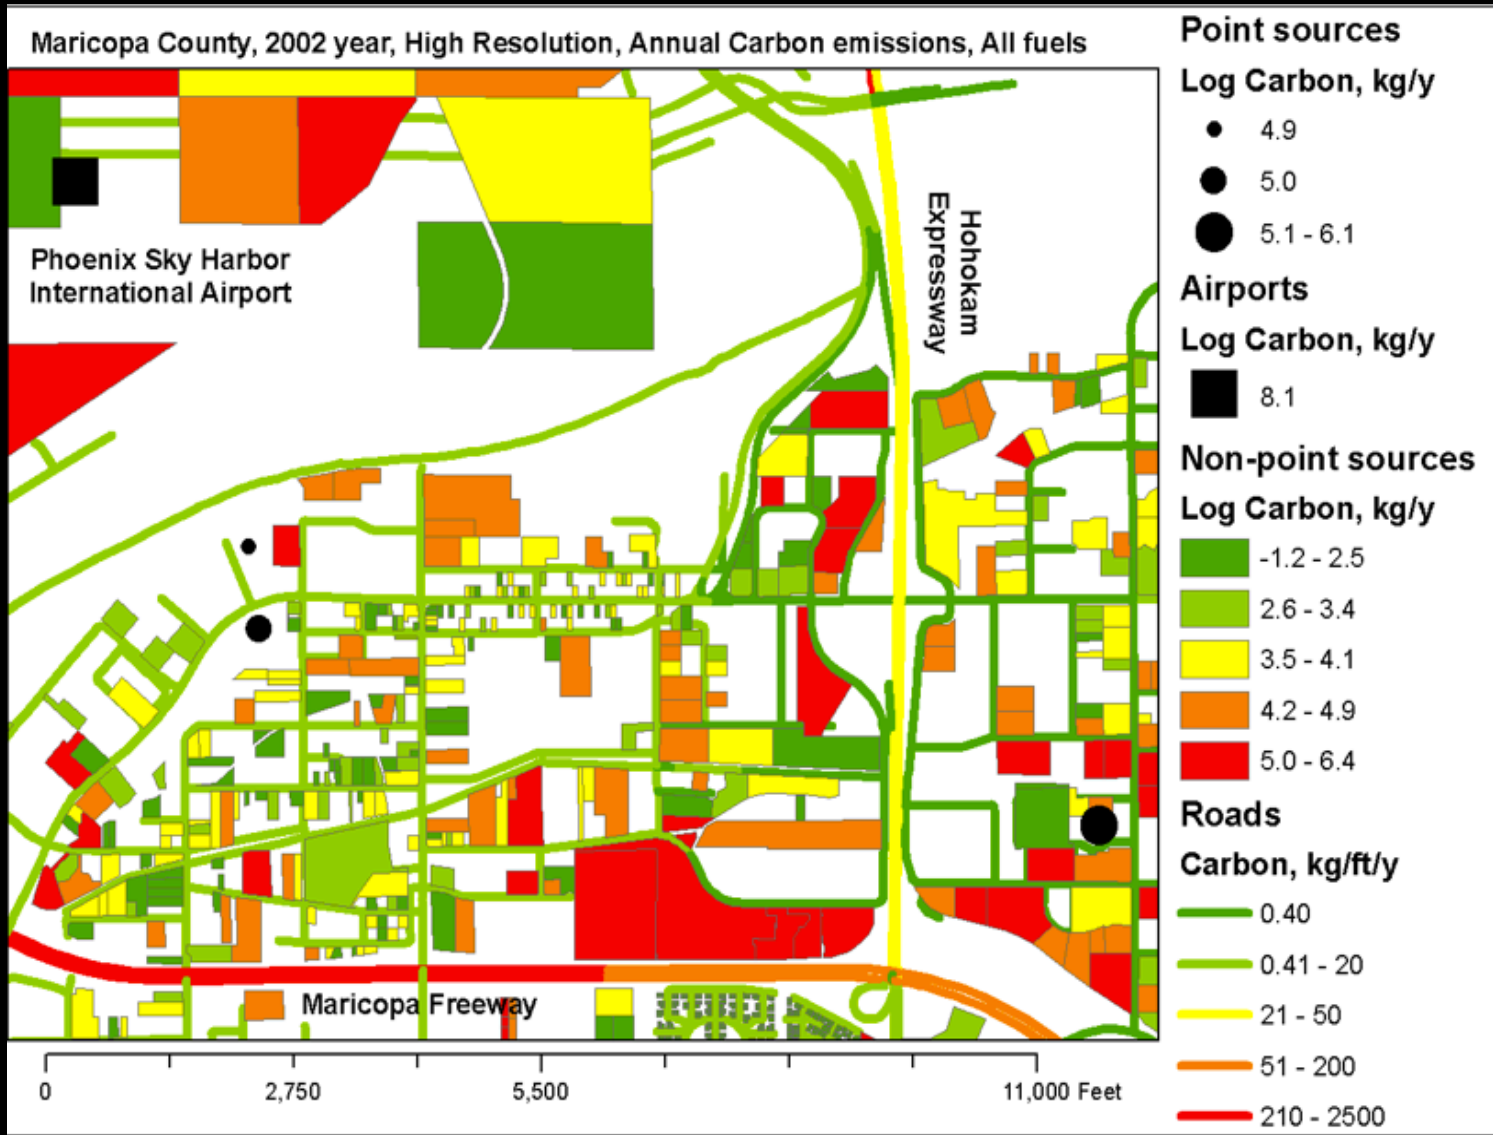 Maricopa County, 2002 year, High Resolution, Annual Carbon emissions, All fuels
Phoenix Sky Harbor
International Airport
Hohokam
Expressway
Maricopa Freeway
0
2,750
5,500
11,000 Feet
Point sources
Log Carbon, kg/y
4.9
5.0
5.1 - 6.1
Airports
Log Carbon, kg/y
8.1
Non-point sources
Log Carbon, kg/y
-1.2 - 2.5
2.6 - 3.4
3.5 - 4.1
4.2 - 4.9
5.0 - 6.4
Roads
Carbon, kg/ft/y
0.40
0.41 - 20
21 - 50
51 - 200
210 - 2500